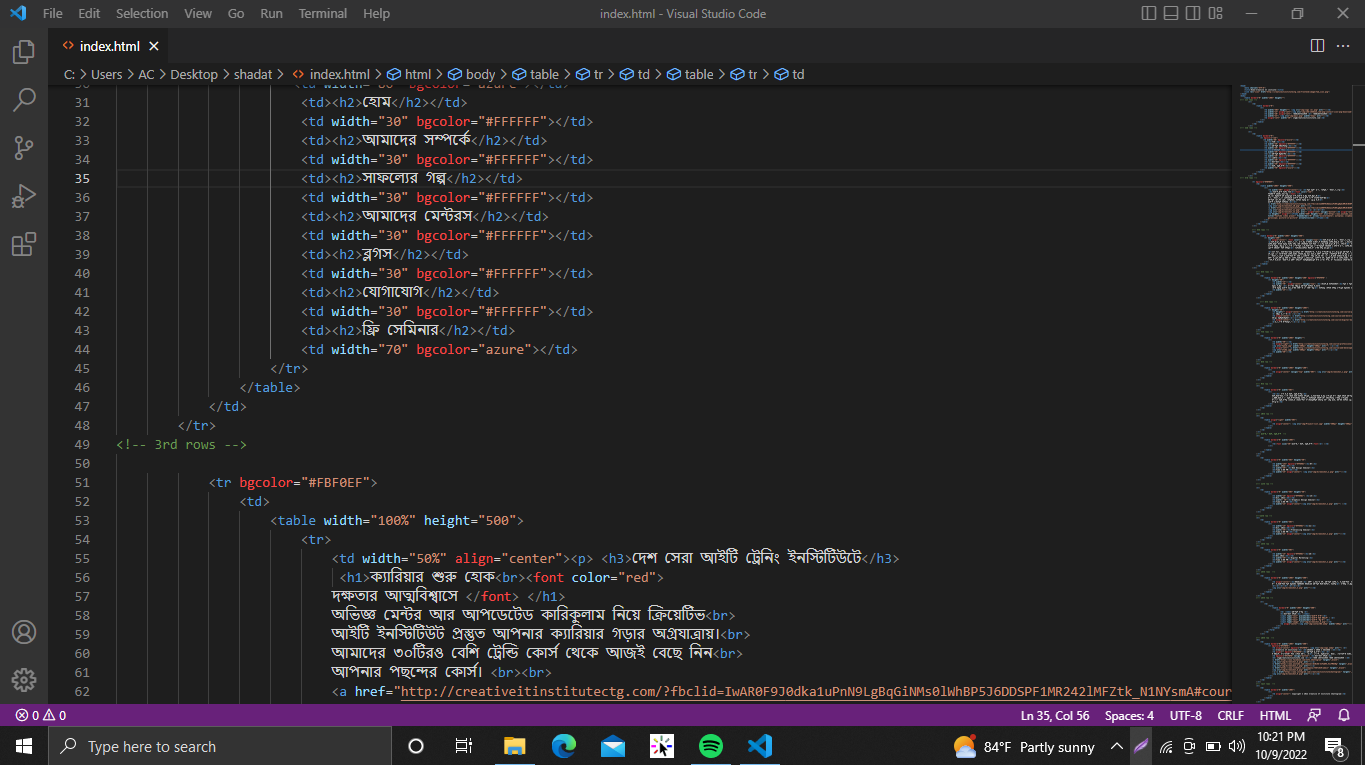 File Edit Selection View Go Run Terminal Help index.html - Visual Studio Code
index.html
C: > Users > AC > Desktop > shadat > index.html > html > body > table > tr > td > table > tr > td
30 <td width="80" bgcolor="azure"></td>
31 <td><h2>হোম</h2></td>
32 <td width="30" bgcolor="#FFFFFF"></td>
33 <td><h2>আমাদের সম্পর্কে</h2></td>
34 <td width="30" bgcolor="#FFFFFF"></td>
35 <td><h2>সাফল্যের গল্প</h2></td>
36 <td width="30" bgcolor="#FFFFFF"></td>
37 <td><h2>আমাদের মেন্টরস</h2></td>
38 <td width="30" bgcolor="#FFFFFF"></td>
39 <td><h2>ব্লগস</h2></td>
40 <td width="30" bgcolor="#FFFFFF"></td>
41 <td><h2>যোগাযোগ</h2></td>
42 <td width="30" bgcolor="#FFFFFF"></td>
43 <td><h2>ফ্রি সেমিনার</h2></td>
44 <td width="70" bgcolor="azure"></td>
45 </tr>
46 </table>
47 </td>
48 </tr>
49 <!-- 3rd rows -->
50
51 <tr bgcolor="#FBF0EF">
52 <td>
53 <table width="100%" height="500">
54 <tr>
55 <td width="50%" align="center"><p> <h3>দেশ সেরা আইটি ট্রেনিং ইনস্টিটিউটে</h3>
56 <h1>ক্যারিয়ার শুরু হোক<br><font color="red">
57 দক্ষতার আত্মবিশ্বাসে </font> </h1>
58 অভিজ্ঞ মেন্টর আর আপডেটেড কারিকুলাম নিয়ে ক্রিয়েটিভ<br>
59 আইটি ইনস্টিটিউট প্রস্তুত আপনার ক্যারিয়ার গড়ার অগ্রযাত্রায়।<br>
60 আমাদের ৩০টিরও বেশি ট্রেন্ডি কোর্স থেকে আজই বেছে নিন<br>
61 আপনার পছন্দের কোর্স। <br><br>
62 <a href="http://creativeitinstitutectg.com/?fbclid=IwAR0F9J0dka1uPnN9LgBqGiNMs0lWhBP5J6DDSPF1MR242lMFZtk_N1NYsmA#cour
0 0 Ln 35, Col 56 Spaces: 4 UTF-8 CRLF HTML
Type here to search 84°F Partly sunny 10:21 PM
10/9/2022 8